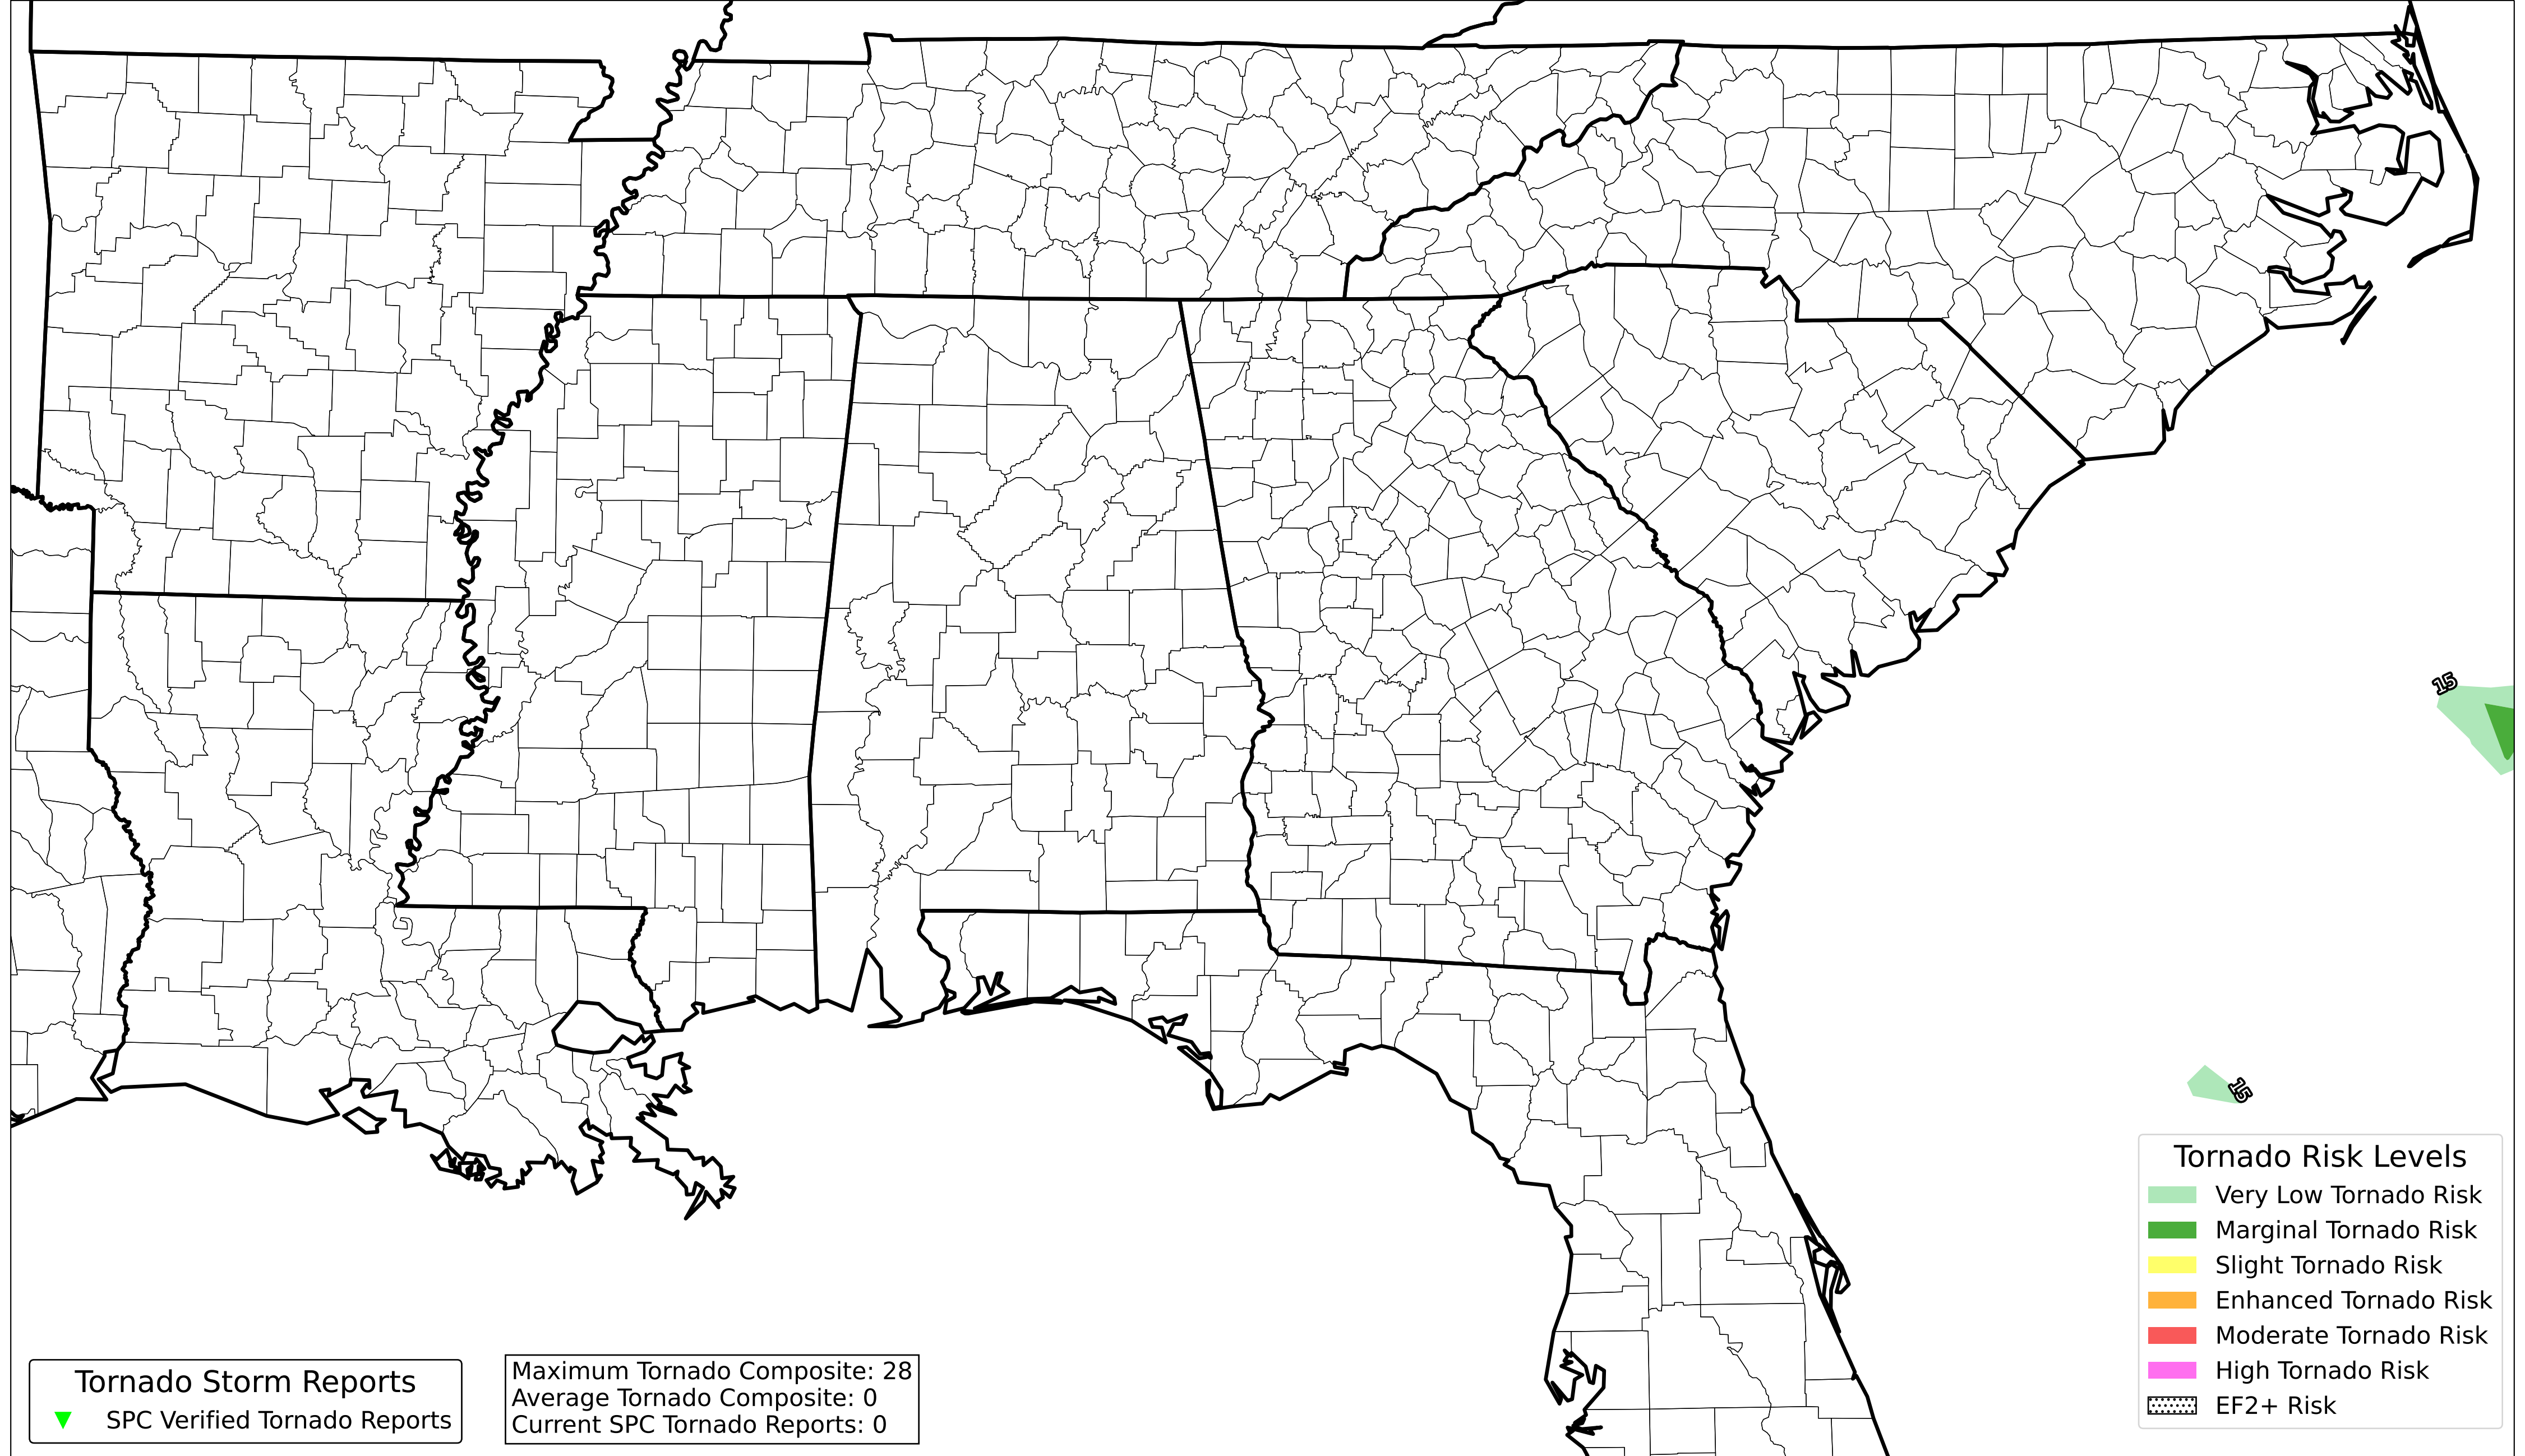 15
15
Tornado Risk Levels
Very Low Tornado Risk
Marginal Tornado Risk
Slight Tornado Risk
Enhanced Tornado Risk
Moderate Tornado Risk
High Tornado Risk
EF2+ Risk
Tornado Storm Reports
SPC Verified Tornado Reports
Maximum Tornado Composite: 28
Average Tornado Composite: 0
Current SPC Tornado Reports: 0